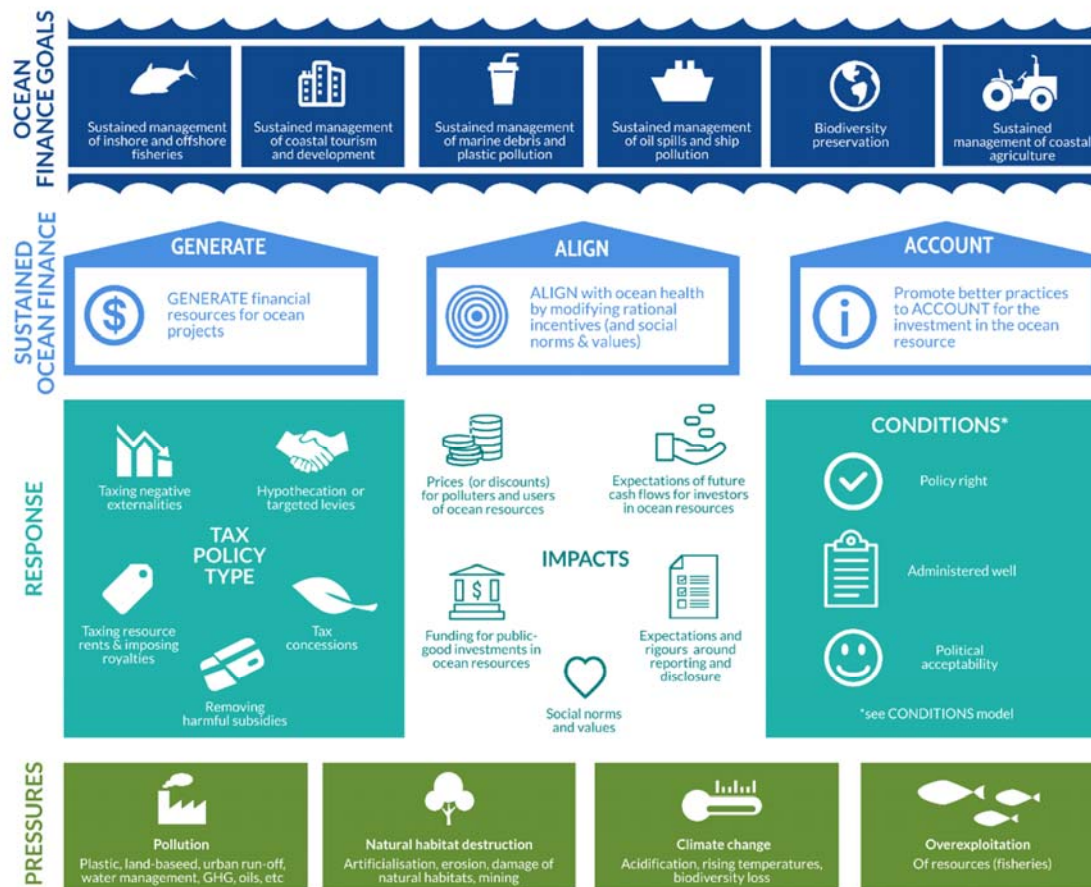 OCEAN
FINANCE GOALS
Sustained management
of inshore and offshore
fisheries
Sustained management
of coastal tourism
and development
Sustained management
of marine debris and
plastic pollution
Sustained management
of oil spills and ship
pollution
Biodiversity
preservation
Sustained
management of coastal
agriculture
SUSTAINED
OCEAN FINANCE
GENERATE
$
GENERATE financial
resources for ocean
projects
ALIGN
ALIGN with ocean health
by modifying rational
incentives (and social
norms & values)
ACCOUNT
i
Promote better practices
to ACCOUNT for the
investment in the ocean
resource
RESPONSE
Taxing negative
externalities
Hypothecation or
targeted levies
TAX
POLICY
TYPE
Taxing resource
rents & imposing
royalties
Tax
concessions
Removing
harmful subsidies
Prices (or discounts)
for polluters and users
of ocean resources
Expectations of future
cash flows for investors
in ocean resources
IMPACTS
$
Funding for public-
good investments in
ocean resources
Expectations and
rigours around
reporting and
disclosure
Social norms
and values
CONDITIONS*
Policy right
Administered well
Political
acceptability
*see CONDITIONS model
PRESSURES
Pollution
Plastic, land-baseed, urban run-off,
water management, GHG, oils, etc
Natural habitat destruction
Artificialisation, erosion, damage of
natural habitats, mining
Climate change
Acidification, rising temperatures,
biodiversity loss
Overexploitation
Of resources (fisheries)